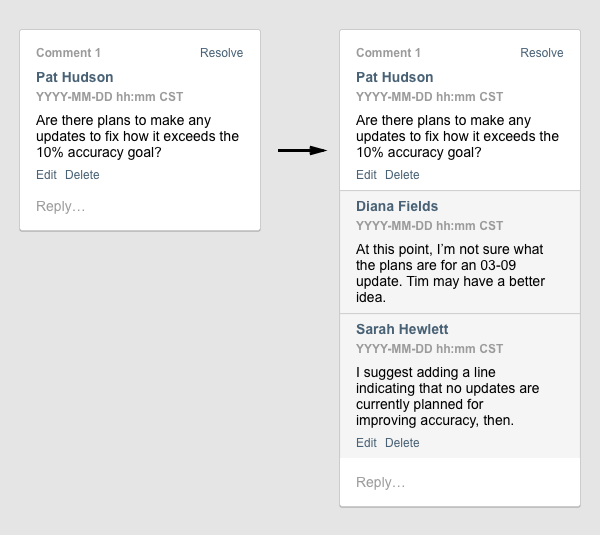 Comment 1 Resolve
Pat Hudson
YYYY-MM-DD hh:mm CST
Are there plans to make any
updates to fix how it exceeds the
10% accuracy goal?
Edit Delete
Reply…
Comment 1 Resolve
Pat Hudson
YYYY-MM-DD hh:mm CST
Are there plans to make any
updates to fix how it exceeds the
10% accuracy goal?
Edit Delete
Diana Fields
YYYY-MM-DD hh:mm CST
At this point, I’m not sure what
the plans are for an 03-09
update. Tim may have a better
idea.
Sarah Hewlett
YYYY-MM-DD hh:mm CST
I suggest adding a line
indicating that no updates are
currently planned for
improving accuracy, then.
Edit Delete
Reply…